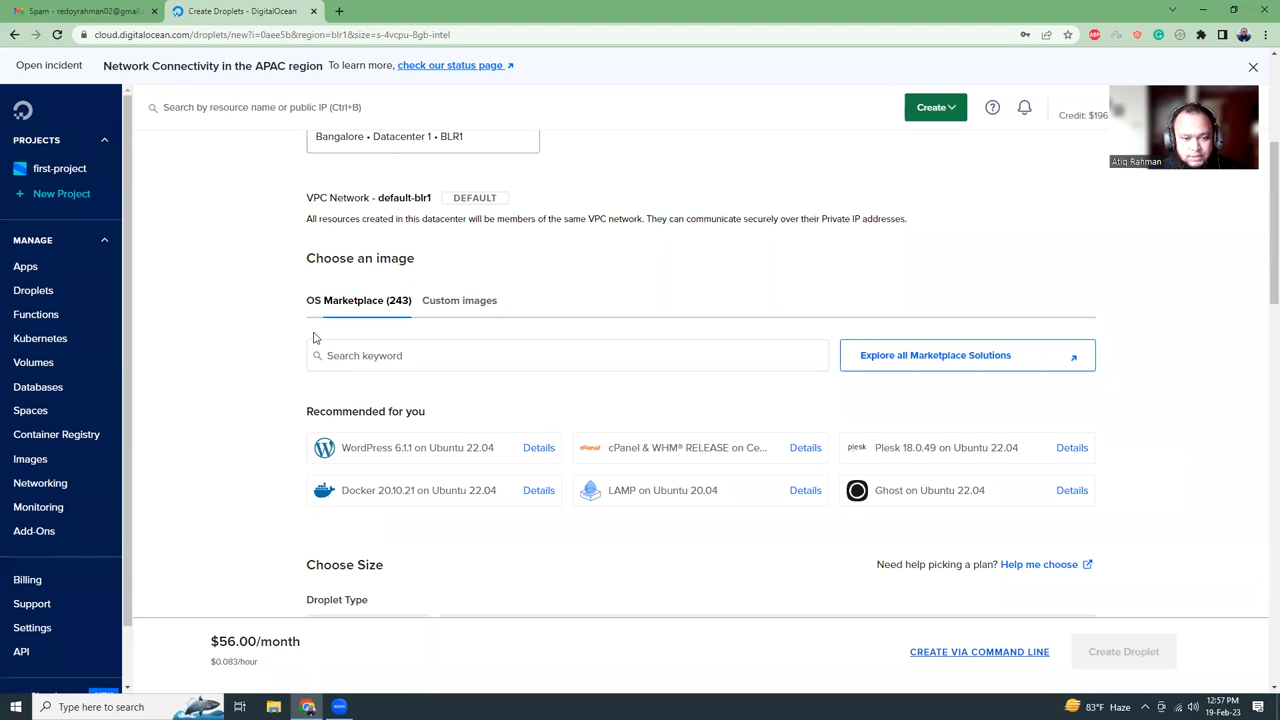 Spam - redoyrahman02@gmail.
Create Droplets - DigitalOcean
cloud.digitalocean.com/droplets/new?i=0aee5b&region=blr1&size=s-4vcpu-8gb-intel
Open incident Network Connectivity in the APAC region To learn more, check our status page
Search by resource name or public IP (Ctrl+B)
Create
Credit: $196
Atiq Rahman
PROJECTS
first-project
+ New Project
MANAGE
Apps
Droplets
Functions
Kubernetes
Volumes
Databases
Spaces
Container Registry
Images
Networking
Monitoring
Add-Ons
Billing
Support
Settings
API
Bangalore • Datacenter 1 • BLR1
VPC Network - default-blr1 DEFAULT
All resources created in this datacenter will be members of the same VPC network. They can communicate securely over their Private IP addresses.
Choose an image
OS Marketplace (243) Custom images
Search keyword
Explore all Marketplace Solutions
Recommended for you
WordPress 6.1.1 on Ubuntu 22.04 Details
cPanel cPanel & WHM® RELEASE on Ce... Details
plesk Plesk 18.0.49 on Ubuntu 22.04 Details
Docker 20.10.21 on Ubuntu 22.04 Details
LAMP on Ubuntu 20.04 Details
Ghost on Ubuntu 22.04 Details
Choose Size
Need help picking a plan? Help me choose
Droplet Type
$56.00/month
$0.083/hour
CREATE VIA COMMAND LINE
Create Droplet
Type here to search
zoom
83°F Haze
12:57 PM
19-Feb-23